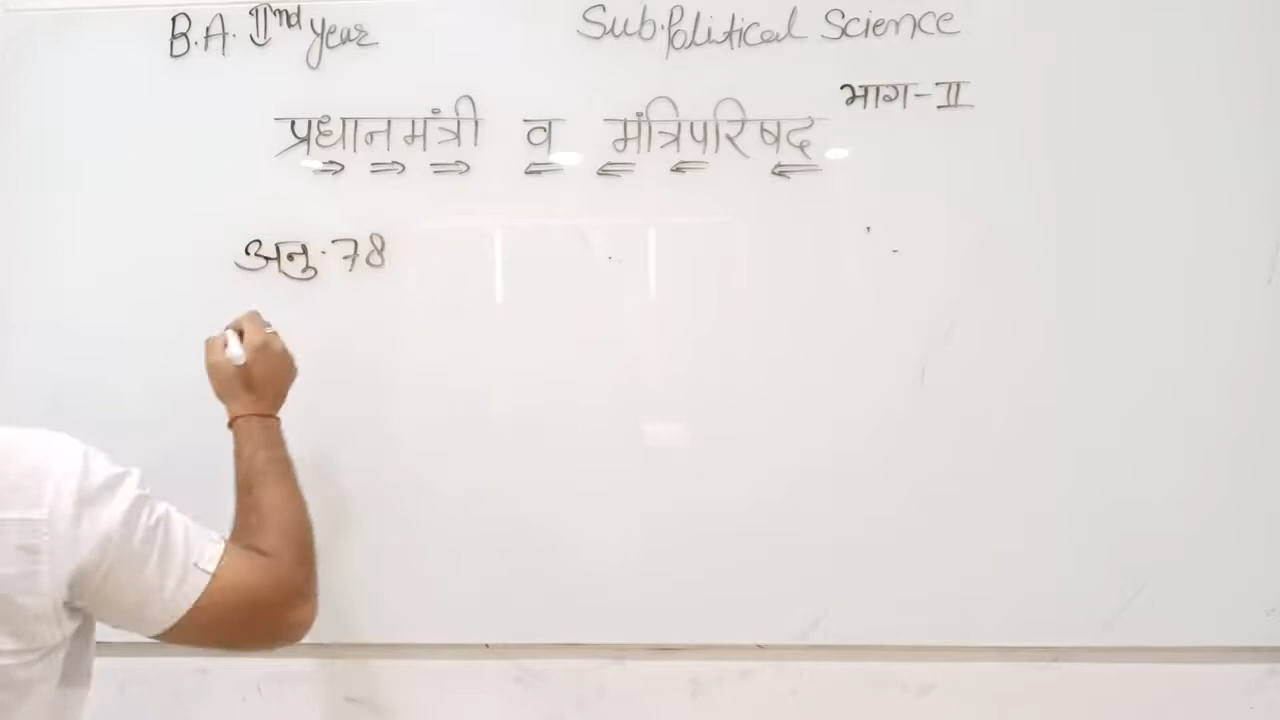 B.A. IInd Year Sub. Political Science
भाग-II
प्रधानमंत्री व मंत्रिपरिषद
अनु. 78